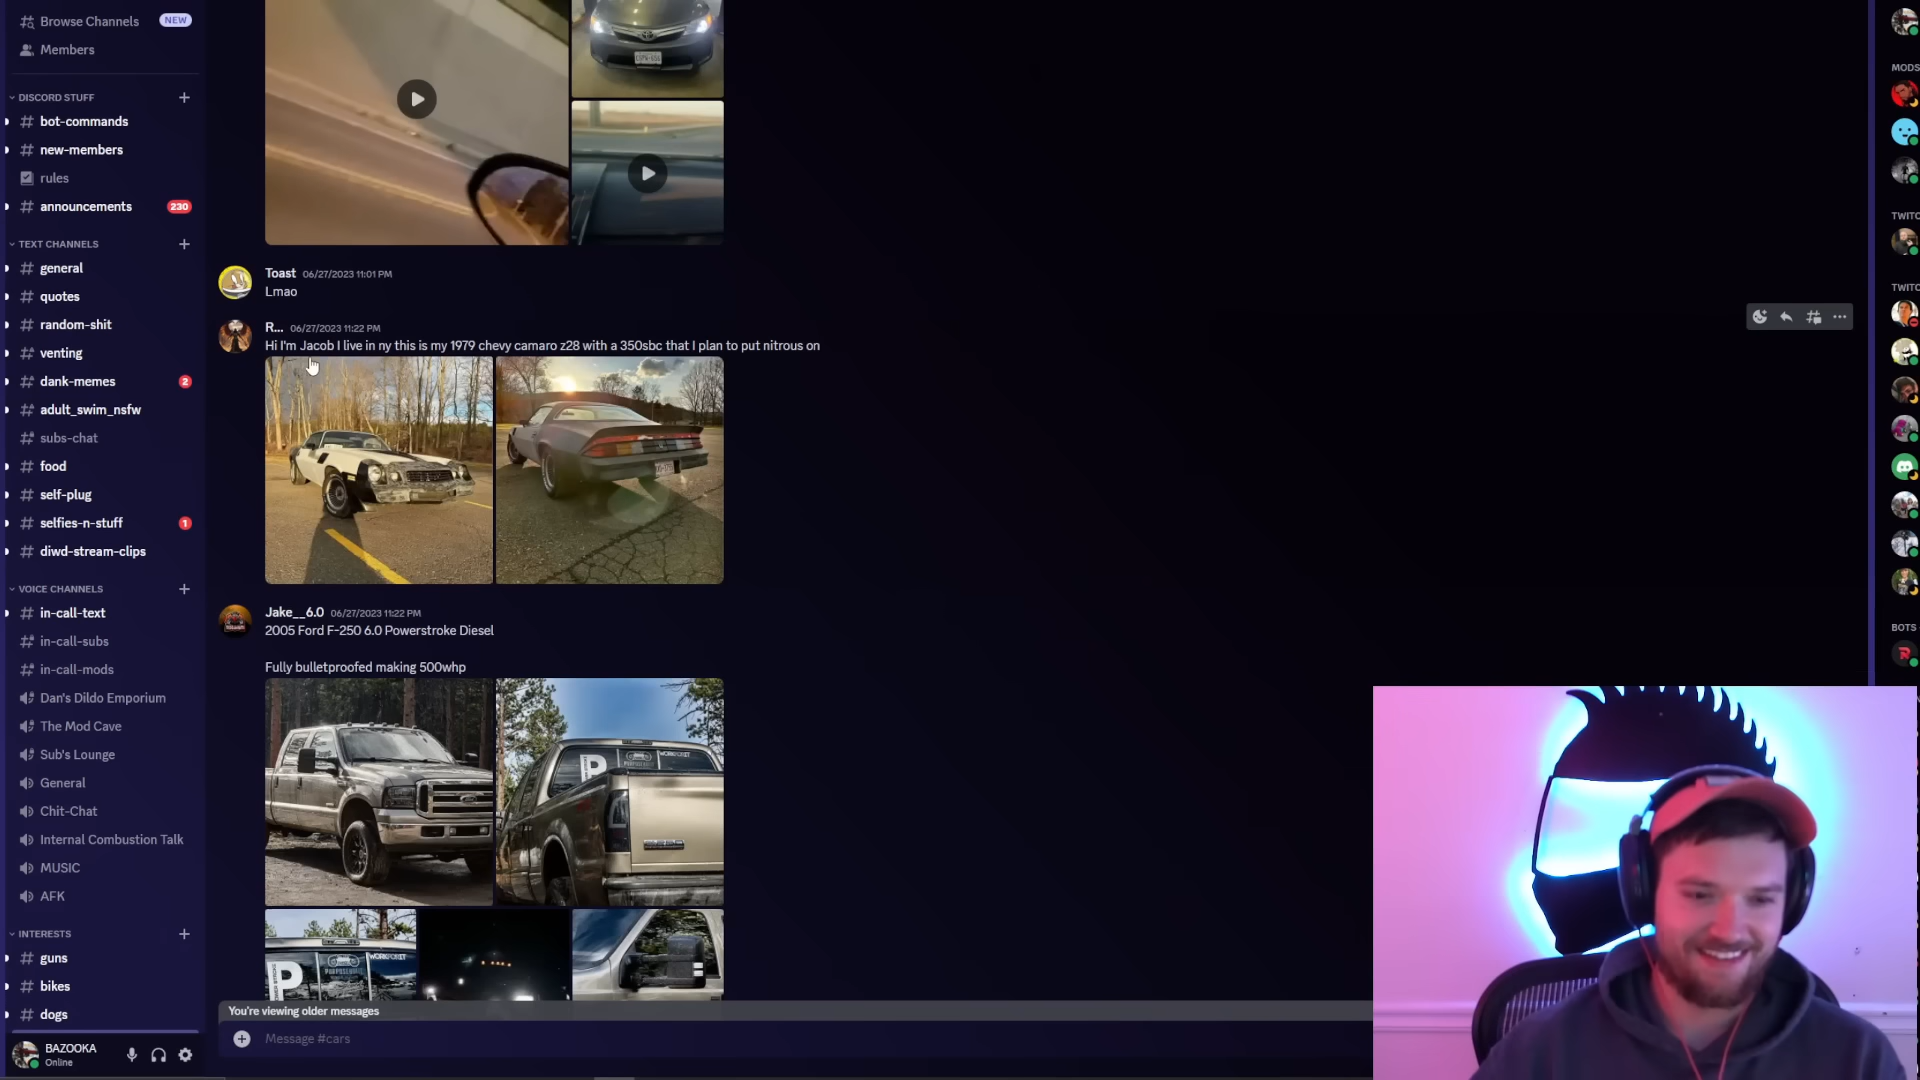 Browse Channels NEW
Members
DISCORD STUFF
bot-commands
new-members
rules
announcements 230
TEXT CHANNELS
general
quotes
random-shit
venting
dank-memes 2
adult_swim_nsfw
subs-chat
food
self-plug
selfies-n-stuff 1
diwd-stream-clips
VOICE CHANNELS
in-call-text
in-call-subs
in-call-mods
Dan's Dildo Emporium
The Mod Cave
Sub's Lounge
General
Chit-Chat
Internal Combustion Talk
MUSIC
AFK
INTERESTS
guns
bikes
dogs
BAZOOKA
Online
Toast 06/27/2023 11:01 PM
Lmao
R... 06/27/2023 11:22 PM
Hi I'm Jacob I live in ny this is my 1979 chevy camaro z28 with a 350sbc that I plan to put nitrous on
Jake__6.0 06/27/2023 11:22 PM
2005 Ford F-250 6.0 Powerstroke Diesel
Fully bulletproofed making 500whp
P
WORKFORIT
P
WORKFORIT
You're viewing older messages
Message #cars
MODS
TWITC
TWITC
BOTS